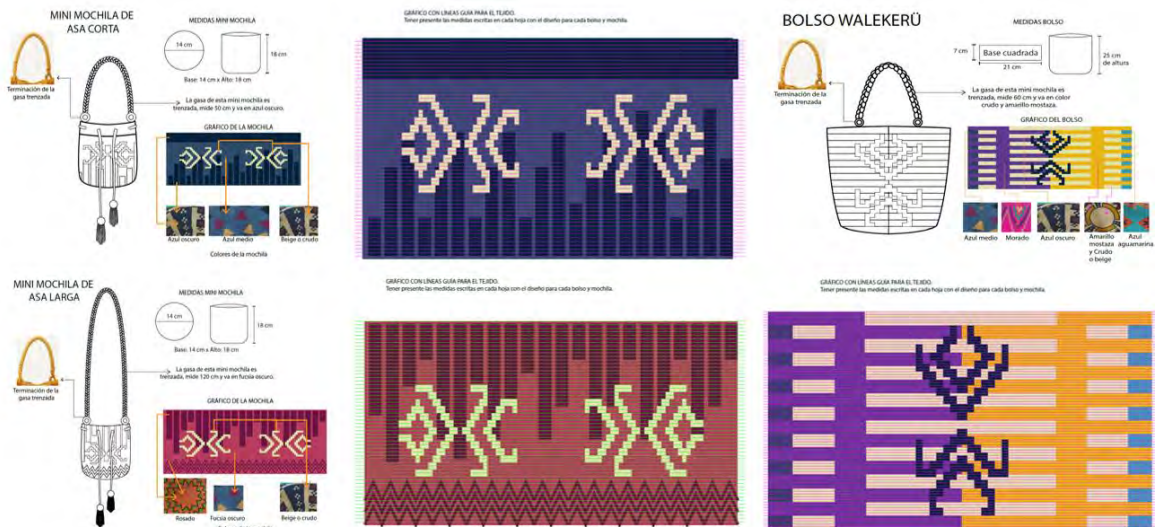 MINI MOCHILA DE
ASA CORTA
MEDIDAS MINI MOCHILA
14 cm
18 cm
Base: 14 cm x Alto: 18 cm
Terminación de la
gasa trenzada
La gasa de esta mini mochila es
trenzada, mide 50 cm y va en azul oscuro.
GRÁFICO DE LA MOCHILA
Azul oscuro
Azul medio
Beige o crudo
Colores de la mochila
GRÁFICO CON LÍNEAS GUÍA PARA EL TEJIDO.
Tener presente las medidas escritas en cada hoja con el diseño para cada bolso y mochila.
BOLSO WALEKERÜ
MEDIDAS BOLSO
7 cm
Base cuadrada
21 cm
25 cm
de altura
Terminación de la
gasa trenzada
La gasa de esta mini mochila es
trenzada, mide 60 cm y va en color
crudo y amarillo mostaza.
GRÁFICO DEL BOLSO
Azul medio
Morado
Azul oscuro
Amarillo
mostaza
y Crudo
o beige
Azul
aguamarina
MINI MOCHILA DE
ASA LARGA
MEDIDAS MINI MOCHILA
14 cm
18 cm
Base: 14 cm x Alto: 18 cm
Terminación de la
gasa trenzada
La gasa de esta mini mochila es
trenzada, mide 120 cm y va en fucsia oscuro.
GRÁFICO DE LA MOCHILA
Rosado
Fucsia oscuro
Beige o crudo
GRÁFICO CON LÍNEAS GUÍA PARA EL TEJIDO.
Tener presente las medidas escritas en cada hoja con el diseño para cada bolso y mochila.
GRÁFICO CON LÍNEAS GUÍA PARA EL TEJIDO.
Tener presente las medidas escritas en cada hoja con el diseño para cada bolso y mochila.